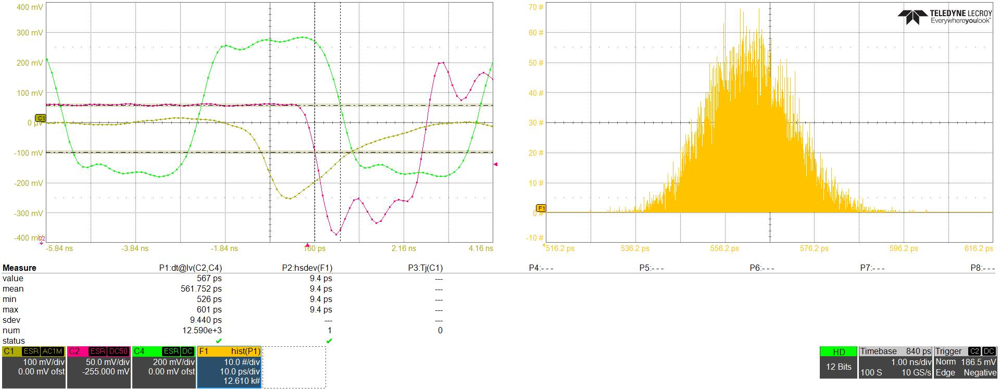 400 mV
300 mV
200 mV
100 mV
C1
0 µV
-100 mV
-200 mV
-300 mV
-400 mV
C2
-5.84 ns -3.84 ns -1.84 ns 160 ps 2.16 ns 4.16 ns
70 #
60 #
50 #
40 #
30 #
20 #
10 #
F1
0 #
-10 #
516.2 ps 536.2 ps 556.2 ps 576.2 ps 596.2 ps 616.2 ps
TELEDYNE LECROY
Everywhereyoulook™
Measure P1:dt@lv(C2,C4) P2:hsdev(F1) P3:Tj(C1) P4:- - - P5:- - - P6:- - - P7:- - - P8:- - -
value 567 ps 9.4 ps ---
mean 561.752 ps 9.4 ps ---
min 526 ps 9.4 ps ---
max 601 ps 9.4 ps ---
sdev 9.440 ps --- ---
num 12.590e+3 1 0
status
C1 ESR AC1M
100 mV/div
0.00 mV ofst
C2 ESR DC50
50.0 mV/div
-255.000 mV
C4 ESR DC
200 mV/div
0.00 mV ofst
F1 hist(P1)
10.0 #/div
10.0 ps/div
12.610 k#
HD
12 Bits
Timebase 840 ps
1.00 ns/div
100 S 10 GS/s
Trigger C2 DC
Norm 186.5 mV
Edge Negative